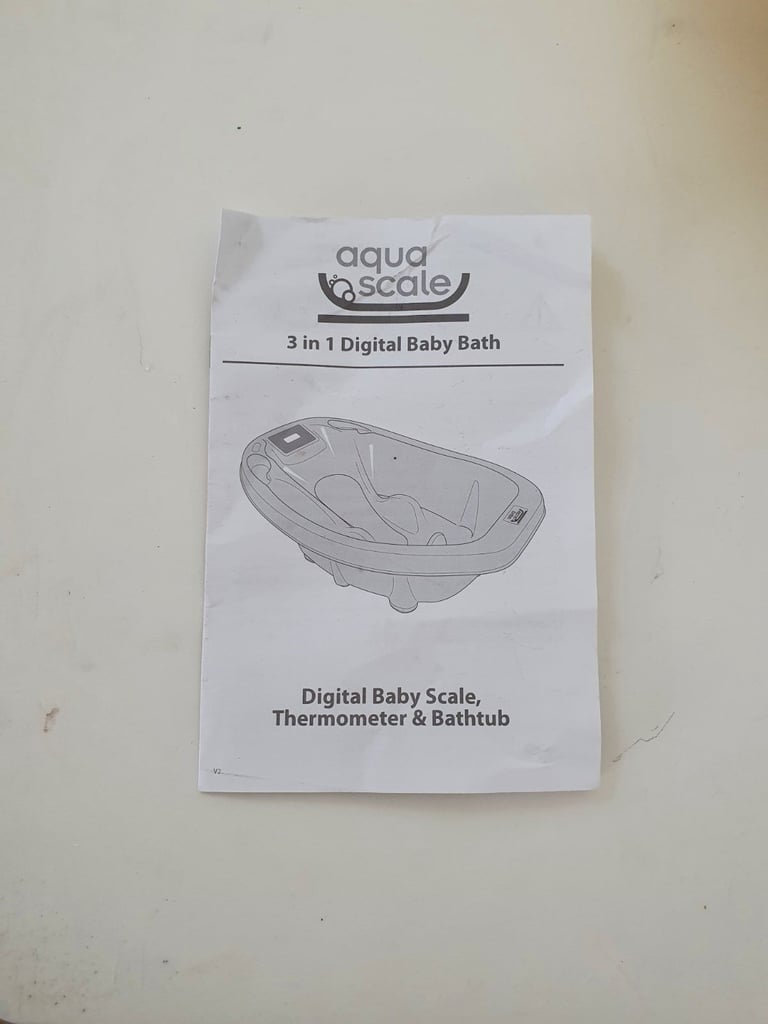 aqua
scale
3 in 1 Digital Baby Bath
Digital Baby Scale,
Thermometer & Bathtub
V2